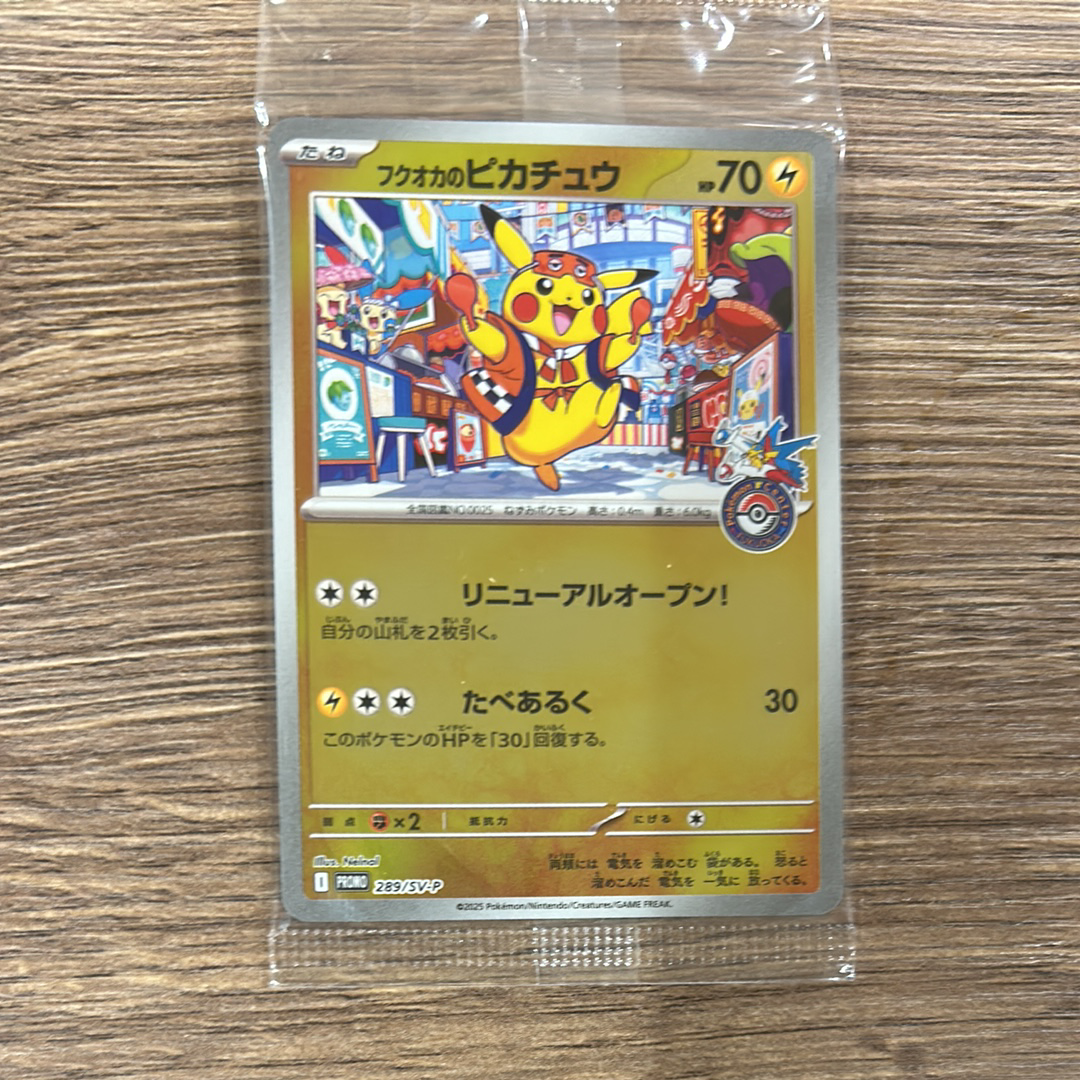 たね
フクオカのピカチュウ
HP 70
全国図鑑NO.0025 ねずみポケモン 高さ:0.4m 重さ:6.0kg
Pokémon Center
FUKUOKA
リニューアルオープン!
自分の山札を2枚引く。
たべあるく 30
このポケモンのHPを「30」回復する。
弱点 ×2 抵抗力 にげる
Illus. Neinal
両頬には 電気を 溜めこむ 袋がある。 怒ると
溜めこんだ 電気を 一気に 放ってくる。
I PROMO 289/SV-P
©2025 Pokémon/Nintendo/Creatures/GAME FREAK.